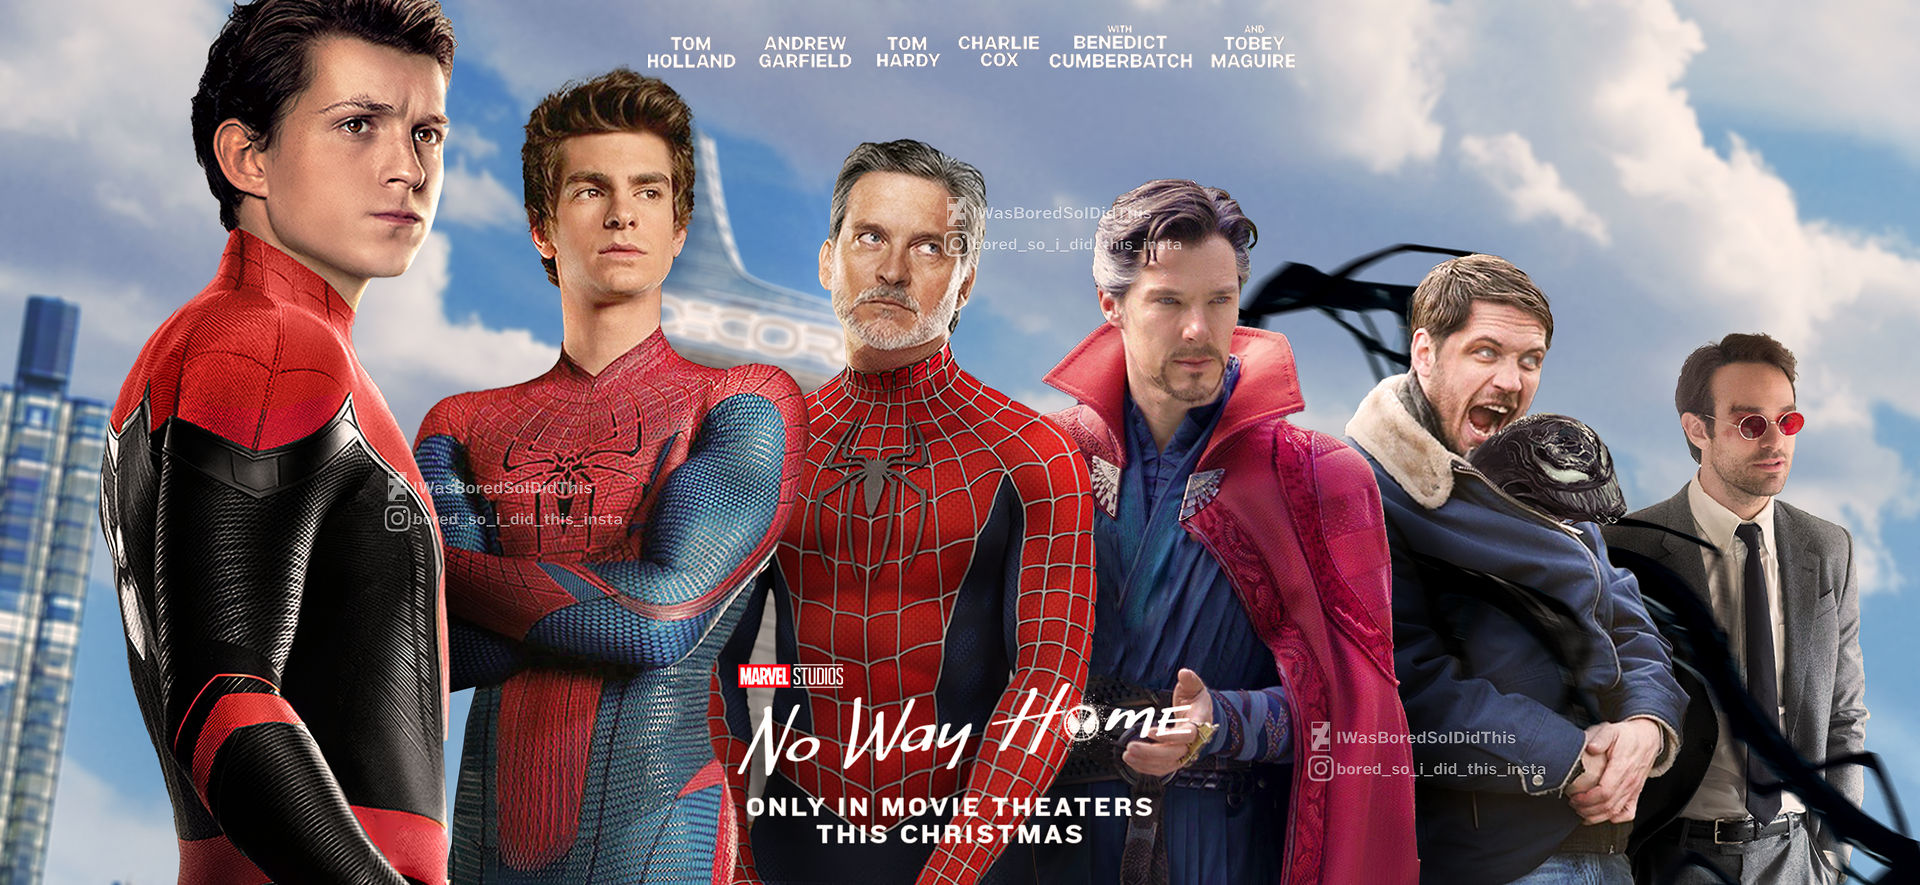 WITH
AND
TOM ANDREW TOM CHARLIE BENEDICT TOBEY
HOLLAND GARFIELD HARDY COX CUMBERBATCH MAGUIRE
IWasBoredSoIDidThis
bored_so_i_did_this_insta
IWasBoredSoIDidThis
bored_so_i_did_this_insta
MARVEL STUDIOS
No Way Home
IWasBoredSoIDidThis
bored_so_i_did_this_insta
ONLY IN MOVIE THEATERS
THIS CHRISTMAS